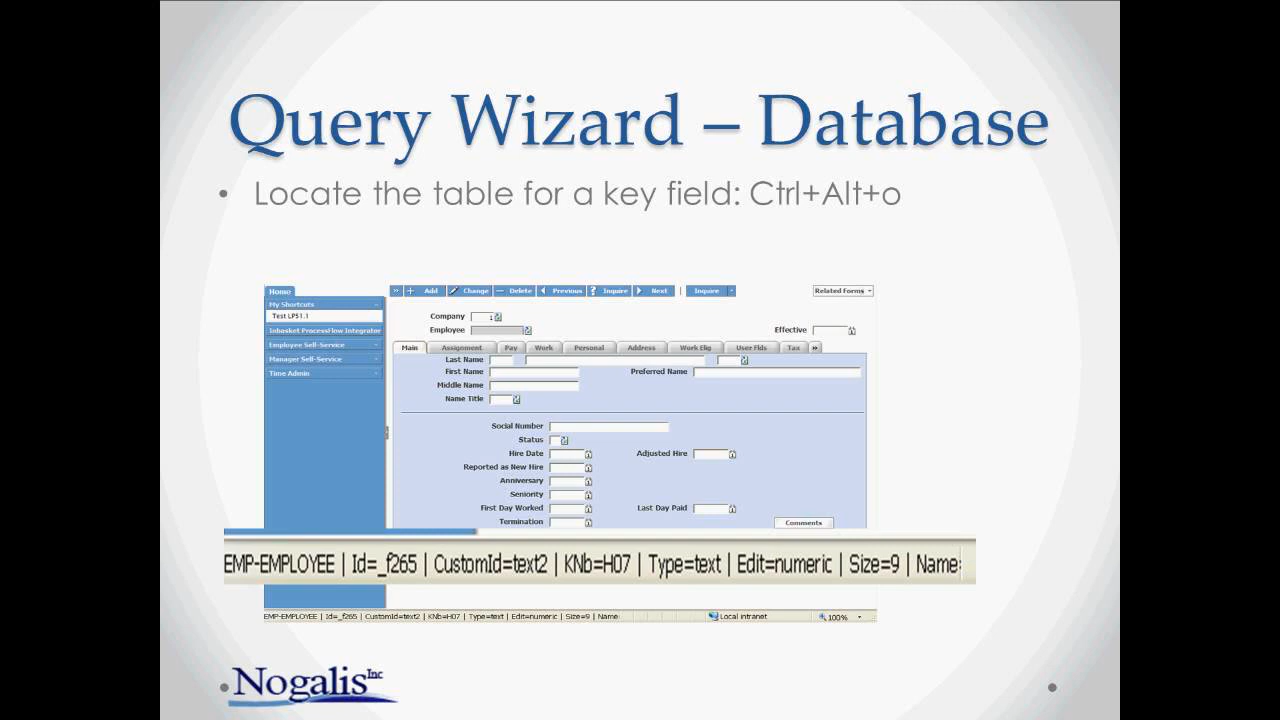 Query Wizard – Database
• Locate the table for a key field: Ctrl+Alt+o
Home
» + Add Change — Delete Previous ? Inquire Next | Inquire Related Forms
My Shortcuts
Test LP51.1
Inbasket ProcessFlow Integrator
Employee Self-Service
Manager Self-Service
Time Admin
Company 1
Employee Effective
Main Assignment Pay Work Personal Address Work Elig User Flds Tax »
Last Name
First Name Preferred Name
Middle Name
Name Title
Social Number
Status
Hire Date Adjusted Hire
Reported as New Hire
Anniversary
Seniority
First Day Worked Last Day Paid
Termination Comments
EMP-EMPLOYEE | Id=_f265 | CustomId=text2 | KNb=H07 | Type=text | Edit=numeric | Size=9 | Name:
EMP-EMPLOYEE | Id=_f265 | CustomId=text2 | KNb=H07 | Type=text | Edit=numeric | Size=9 | Name: Local intranet 100%
Nogalis Inc